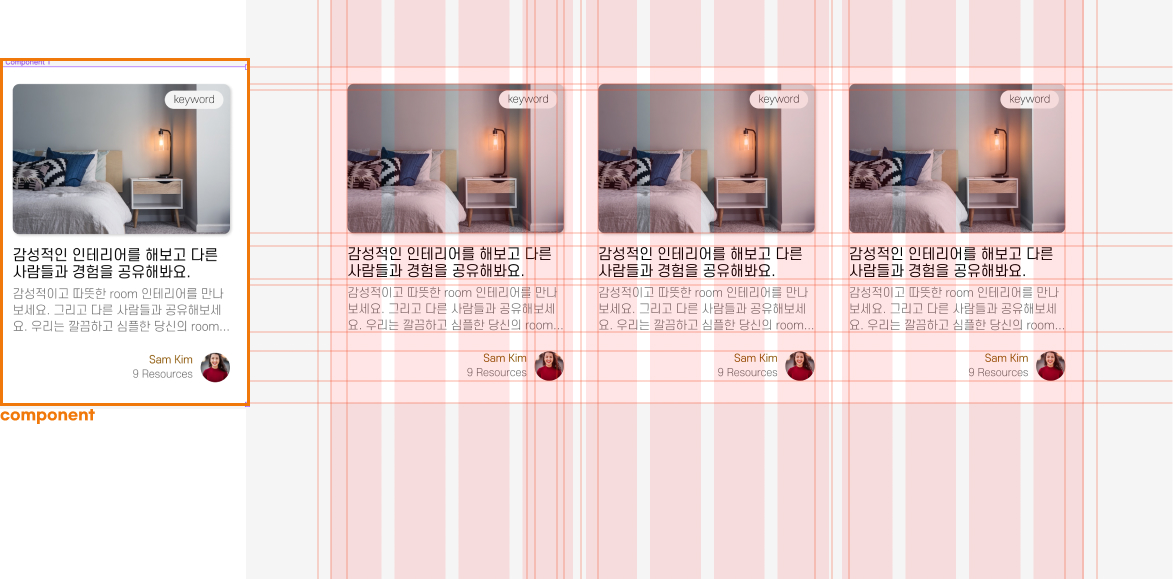 Component 1
keyword
감성적인 인테리어를 해보고 다른
사람들과 경험을 공유해봐요.
감성적이고 따뜻한 room 인테리어를 만나
보세요. 그리고 다른 사람들과 공유해보세
요. 우리는 깔끔하고 심플한 당신의 room...
Sam Kim
9 Resources
component
keyword
감성적인 인테리어를 해보고 다른
사람들과 경험을 공유해봐요.
감성적이고 따뜻한 room 인테리어를 만나
보세요. 그리고 다른 사람들과 공유해보세
요. 우리는 깔끔하고 심플한 당신의 room...
Sam Kim
9 Resources
keyword
감성적인 인테리어를 해보고 다른
사람들과 경험을 공유해봐요.
감성적이고 따뜻한 room 인테리어를 만나
보세요. 그리고 다른 사람들과 공유해보세
요. 우리는 깔끔하고 심플한 당신의 room...
Sam Kim
9 Resources
keyword
감성적인 인테리어를 해보고 다른
사람들과 경험을 공유해봐요.
감성적이고 따뜻한 room 인테리어를 만나
보세요. 그리고 다른 사람들과 공유해보세
요. 우리는 깔끔하고 심플한 당신의 room...
Sam Kim
9 Resources